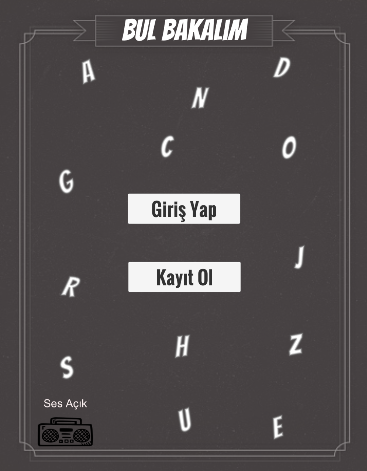 BUL BAKALIM
A
D
N
C
O
G
Giriş Yap
J
Kayıt Ol
R
H
Z
S
Ses Açık
U
E